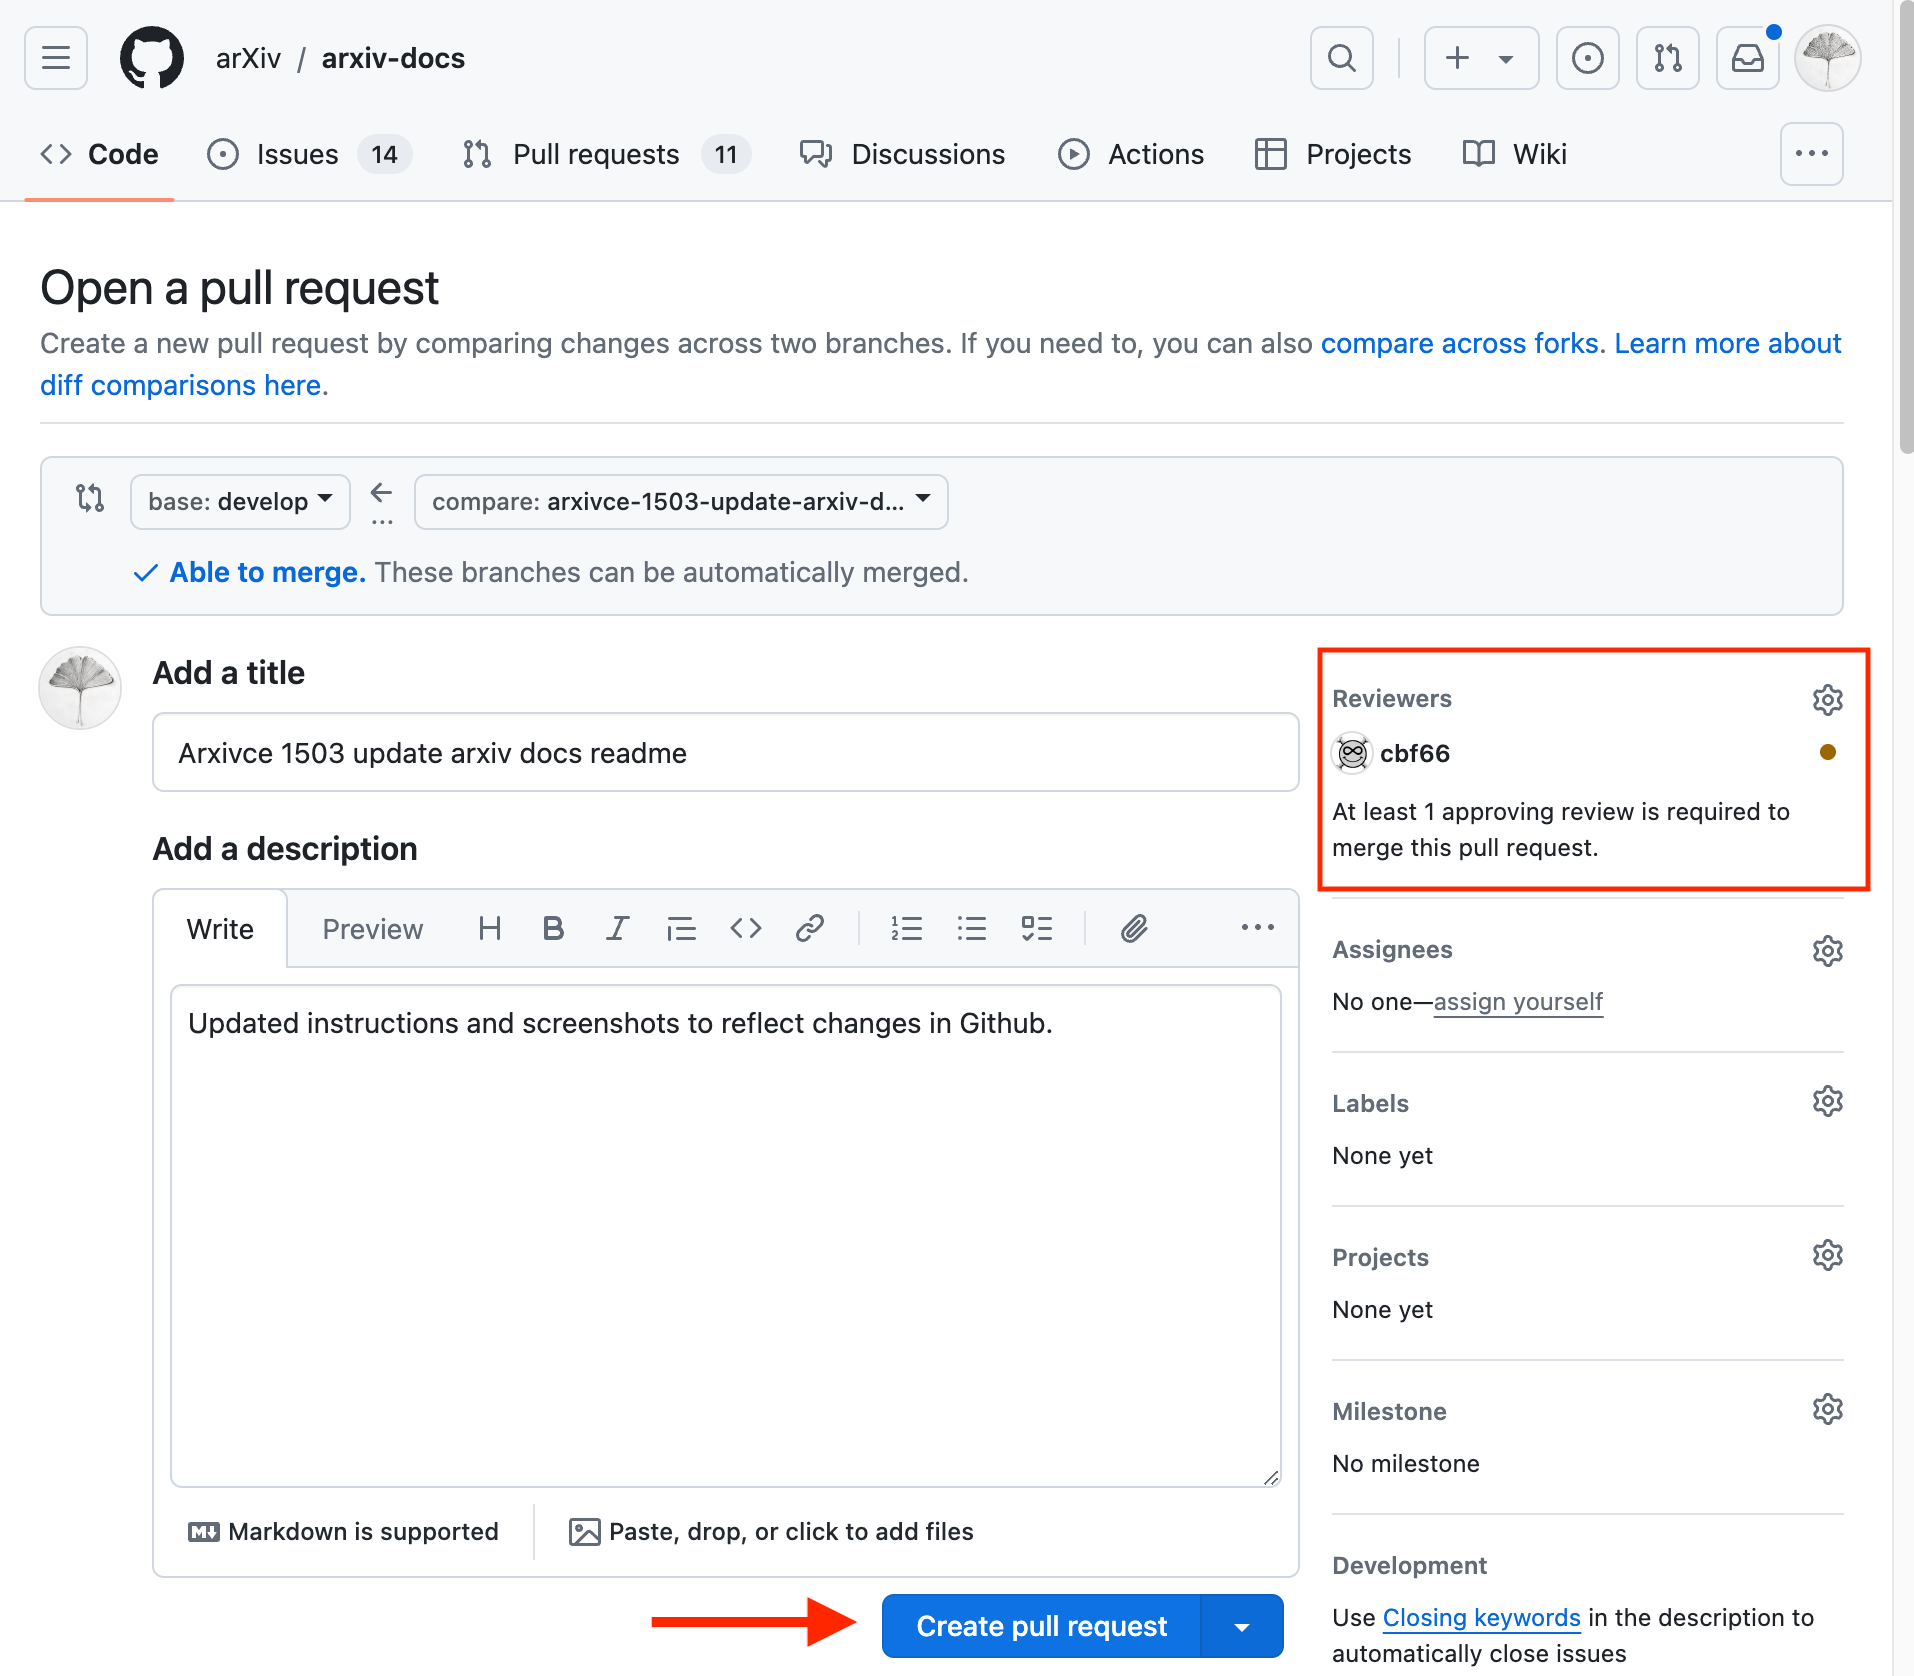 arXiv / arxiv-docs
Code Issues 14 Pull requests 11 Discussions Actions Projects Wiki
Open a pull request
Create a new pull request by comparing changes across two branches. If you need to, you can also compare across forks. Learn more about
diff comparisons here.
base: develop compare: arxivce-1503-update-arxiv-d...
Able to merge. These branches can be automatically merged.
Add a title
Arxivce 1503 update arxiv docs readme
Add a description
Write Preview
Updated instructions and screenshots to reflect changes in Github.
Markdown is supported Paste, drop, or click to add files
Create pull request
Reviewers
cbf66
At least 1 approving review is required to
merge this pull request.
Assignees
No one—assign yourself
Labels
None yet
Projects
None yet
Milestone
No milestone
Development
Use Closing keywords in the description to
automatically close issues